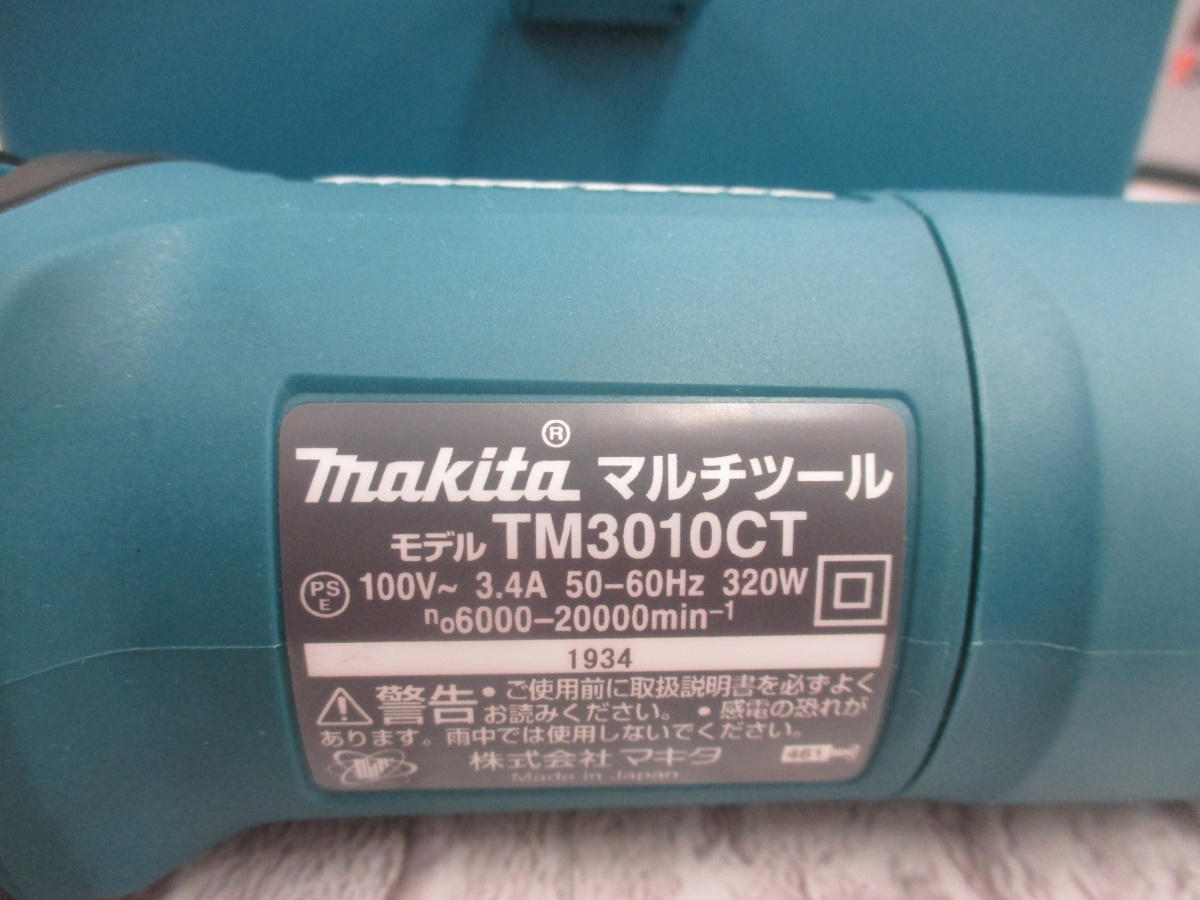 makita® マルチツール
モデル TM3010CT
PSE 100V~ 3.4A 50-60Hz 320W
n₀6000-20000min⁻¹
1934
警告 ・ご使用前に取扱説明書を必ずよく
お読みください。 ・感電の恐れが
あります。雨中では使用しないでください。
株式会社 マキタ
461
Made in Japan